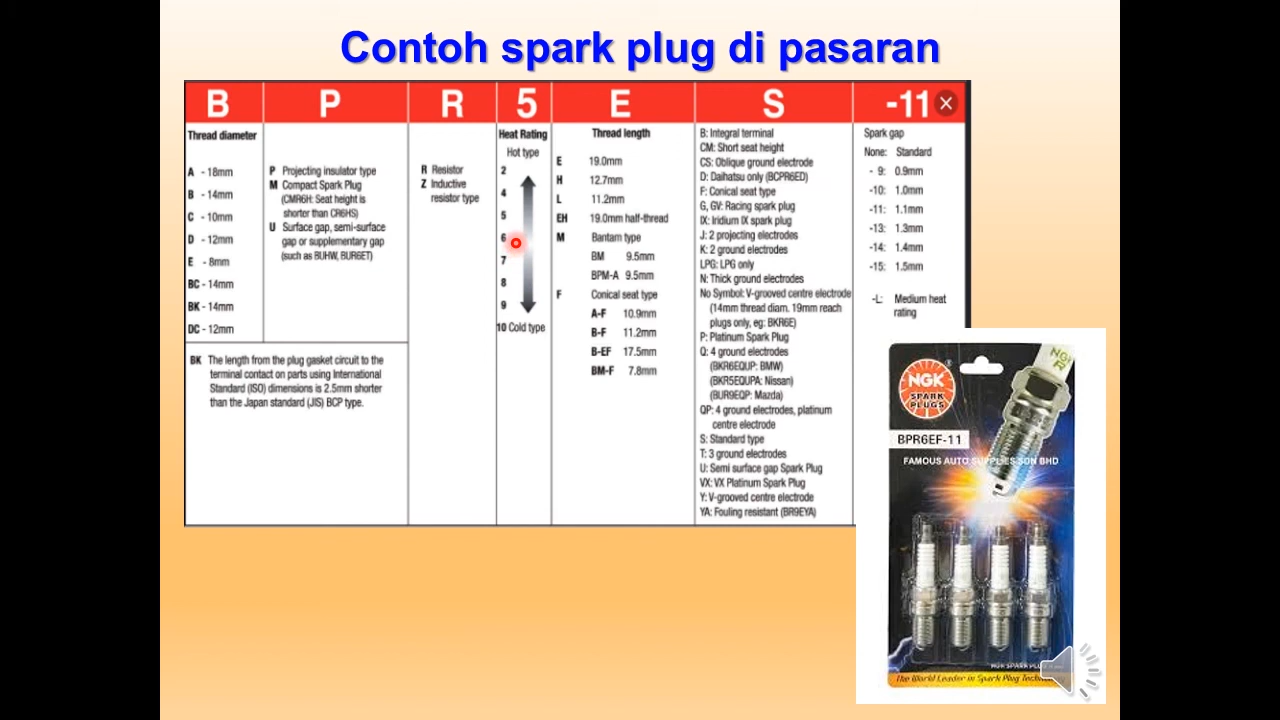 Contoh spark plug di pasaran
B P R 5 E S -11
Thread diameter
A - 18mm
B - 14mm
C - 10mm
D - 12mm
E - 8mm
BC - 14mm
BK - 14mm
DC - 12mm
P Projecting insulator type
M Compact Spark Plug
(CMR6H: Seat height is
shorter than CR6HS)
U Surface gap, semi-surface
gap or supplementary gap
(such as BUHW, BUR6ET)
BK The length from the plug gasket circuit to the
terminal contact on parts using International
Standard (ISO) dimensions is 2.5mm shorter
than the Japan standard (JIS) BCP type.
R Resistor
Z Inductive
resistor type
Heat Rating
Hot type
2
4
5
6
7
8
9
10 Cold type
Thread length
E 19.0mm
H 12.7mm
L 11.2mm
EH 19.0mm half-thread
M Bantam type
BM 9.5mm
BPM-A 9.5mm
F Conical seat type
A-F 10.9mm
B-F 11.2mm
B-EF 17.5mm
BM-F 7.8mm
B: Integral terminal
CM: Short seat height
CS: Oblique ground electrode
D: Daihatsu only (BCPR6ED)
F: Conical seat type
G, GV: Racing spark plug
IX: Iridium IX spark plug
J: 2 projecting electrodes
K: 2 ground electrodes
LPG: LPG only
N: Thick ground electrodes
No Symbol: V-grooved centre electrode
(14mm thread diam. 19mm reach
plugs only, eg: BKR6E)
P: Platinum Spark Plug
Q: 4 ground electrodes
(BKR6EQUP: BMW)
(BKR5EQUPA: Nissan)
(BUR9EQP: Mazda)
QP: 4 ground electrodes, platinum
centre electrode
S: Standard type
T: 3 ground electrodes
U: Semi surface gap Spark Plug
VX: VX Platinum Spark Plug
Y: V-grooved centre electrode
YA: Fouling resistant (BR9EYA)
Spark gap
None: Standard
- 9: 0.9mm
-10: 1.0mm
-11: 1.1mm
-13: 1.3mm
-14: 1.4mm
-15: 1.5mm
-L: Medium heat
rating
NGK
SPARK
PLUGS
NGK
R
BPR6EF-11
FAMOUS AUTO SUPPLIES SDN BHD
NGK SPARK PLUG
The World Leader in Spark Plug